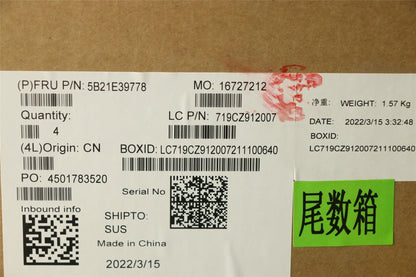 (P)FRU P/N: 5B21E39778
MO: 16727212
Quantity:
4
LC P/N: 719CZ912007
(4L)Origin: CN
BOXID: LC719CZ912007211100640
PO: 4501783520
Serial No
Inbound info
SHIPTO:
SUS
Made in China
2022/3/15
净重: WEIGHT: 1.57 Kg
DATE: 2022/3/15 3:32:48
BOXID:
LC719CZ912007211100640
尾数箱